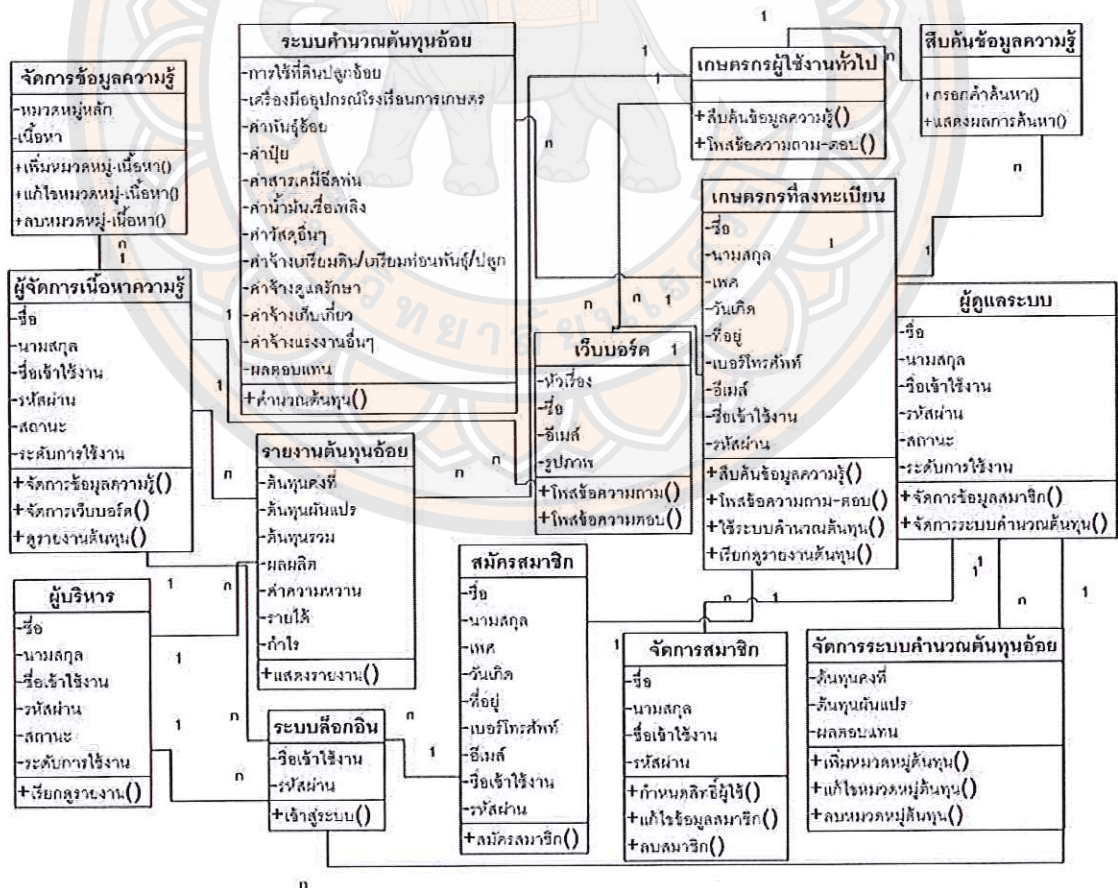 จัดการข้อมูลความรู้
-หมวดหมู่หลัก
-เนื้อหา
+เพิ่มหมวดหมู่-เนื้อหา()
+แก้ไขหมวดหมู่-เนื้อหา()
+ลบหมวดหมู่-เนื้อหา()
n
1
ผู้จัดการเนื้อหาความรู้
-ชื่อ
-นามสกุล
-ชื่อเข้าใช้งาน
-รหัสผ่าน
-สถานะ
-ระดับการใช้งาน
+จัดการข้อมูลความรู้()
+จัดการเว็บบอร์ด()
+ดูรายงานต้นทุน()
ผู้บริหาร
-ชื่อ
-นามสกุล
-ชื่อเข้าใช้งาน
-รหัสผ่าน
-สถานะ
-ระดับการใช้งาน
+เรียกดูรายงาน()
ระบบคำนวณต้นทุนอ้อย
-การใช้ที่ดินปลูกอ้อย
-เครื่องมืออุปกรณ์โรงเรือนการเกษตร
-ค่าพันธุ์อ้อย
-ค่าปุ๋ย
-ค่าสารเคมีฉีดพ่น
-ค่าน้ำมันเชื่อเพลิง
-ค่าวัสดุอื่นๆ
-ค่าจ้างเตรียมดิน/เตรียมท่อนพันธุ์/ปลูก
-ค่าจ้างดูแลรักษา
-ค่าจ้างเก็บเกี่ยว
-ค่าจ้างแรงงานอื่นๆ
-ผลตอบแทน
+คำนวณต้นทุน()
รายงานต้นทุนอ้อย
-ต้นทุนคงที่
-ต้นทุนผันแปร
-ต้นทุนรวม
-ผลผลิต
-ค่าความหวาน
-รายได้
-กำไร
+แสดงรายงาน()
ระบบล็อกอิน
-ชื่อเข้าใช้งาน
-รหัสผ่าน
+เข้าสู่ระบบ()
เกษตรกรผู้ใช้งานทั่วไป
+สืบค้นข้อมูลความรู้()
+โพสข้อความถาม-ตอบ()
สืบค้นข้อมูลความรู้
+กรอกคำค้นหา()
+แสดงผลการค้นหา()
เกษตรกรที่ลงทะเบียน
-ชื่อ
-นามสกุล
-เพศ
-วันเกิด
-ที่อยู่
-เบอร์โทรศัพท์
-อีเมล์
-ชื่อเข้าใช้งาน
-รหัสผ่าน
+สืบค้นข้อมูลความรู้()
+โพสข้อความถาม-ตอบ()
+ใช้ระบบคำนวณต้นทุน()
+เรียกดูรายงานต้นทุน()
เว็บบอร์ด
-หัวเรื่อง
-ชื่อ
-อีเมล์
-รูปภาพ
+โพสข้อความถาม()
+โพสข้อความตอบ()
ผู้ดูแลระบบ
-ชื่อ
-นามสกุล
-ชื่อเข้าใช้งาน
-รหัสผ่าน
-สถานะ
-ระดับการใช้งาน
+จัดการข้อมูลสมาชิก()
+จัดการระบบคำนวณต้นทุน()
สมัครสมาชิก
-ชื่อ
-นามสกุล
-เพศ
-วันเกิด
-ที่อยู่
-เบอร์โทรศัพท์
-อีเมล์
-ชื่อเข้าใช้งาน
-รหัสผ่าน
+สมัครสมาชิก()
จัดการสมาชิก
-ชื่อ
-นามสกุล
-ชื่อเข้าใช้งาน
-รหัสผ่าน
+กำหนดสิทธิ์ผู้ใช้()
+แก้ไขข้อมูลสมาชิก()
+ลบสมาชิก()
จัดการระบบคำนวณต้นทุนอ้อย
-ต้นทุนคงที่
-ต้นทุนผันแปร
-ผลตอบแทน
+เพิ่มหมวดหมู่ต้นทุน()
+แก้ไขหมวดหมู่ต้นทุน()
+ลบหมวดหมู่ต้นทุน()
n